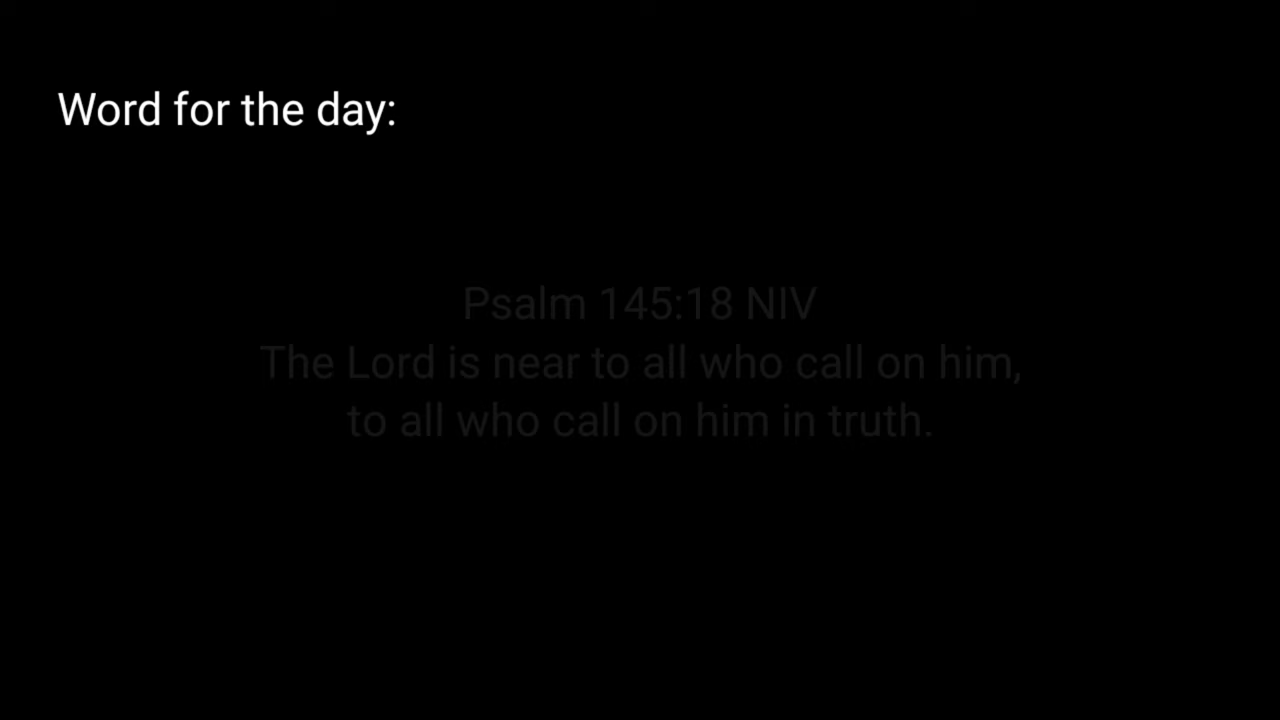 Word for the day:
Psalm 145:18 NIV
The Lord is near to all who call on him,
to all who call on him in truth.